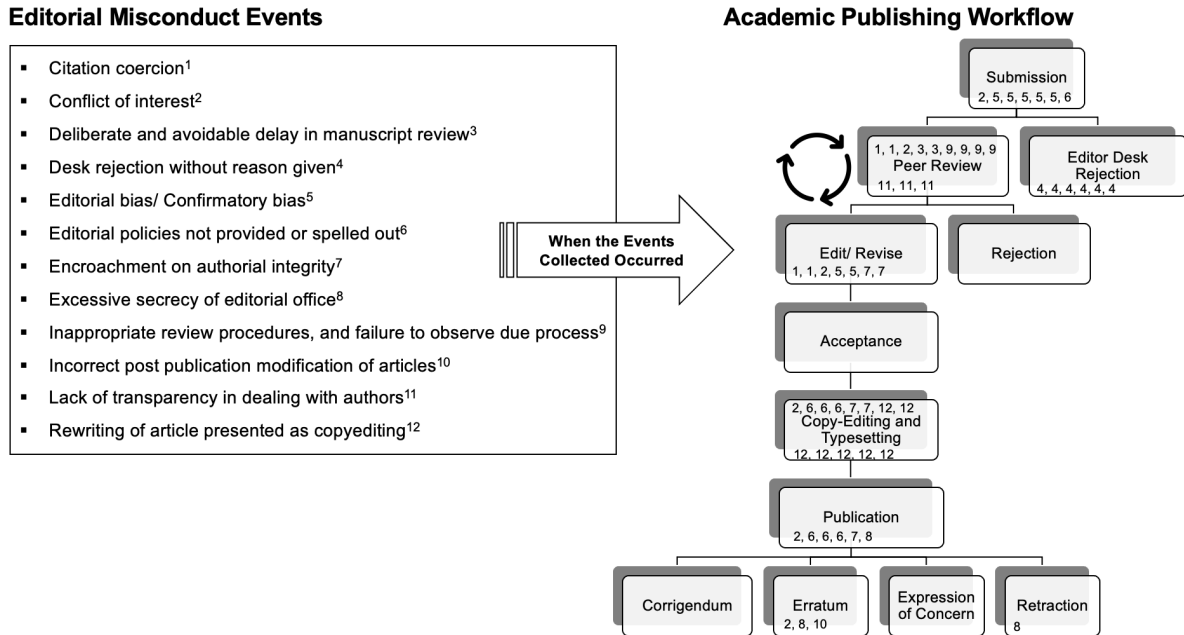 Editorial Misconduct Events
▪ Citation coercion1
▪ Conflict of interest2
▪ Deliberate and avoidable delay in manuscript review3
▪ Desk rejection without reason given4
▪ Editorial bias/ Confirmatory bias5
▪ Editorial policies not provided or spelled out6
▪ Encroachment on authorial integrity7
▪ Excessive secrecy of editorial office8
▪ Inappropriate review procedures, and failure to observe due process9
▪ Incorrect post publication modification of articles10
▪ Lack of transparency in dealing with authors11
▪ Rewriting of article presented as copyediting12
When the Events
Collected Occurred
Academic Publishing Workflow
Submission
2, 5, 5, 5, 5, 5, 5, 6
1, 1, 2, 3, 3, 9, 9, 9, 9
Peer Review
11, 11, 11
Editor Desk
Rejection
4, 4, 4, 4, 4, 4
Edit/ Revise
1, 1, 2, 5, 5, 7, 7
Rejection
Acceptance
2, 6, 6, 6, 7, 7, 12, 12
Copy-Editing and
Typesetting
12, 12, 12, 12, 12
Publication
2, 6, 6, 6, 7, 8
Corrigendum
Erratum
2, 8, 10
Expression
of Concern
Retraction
8